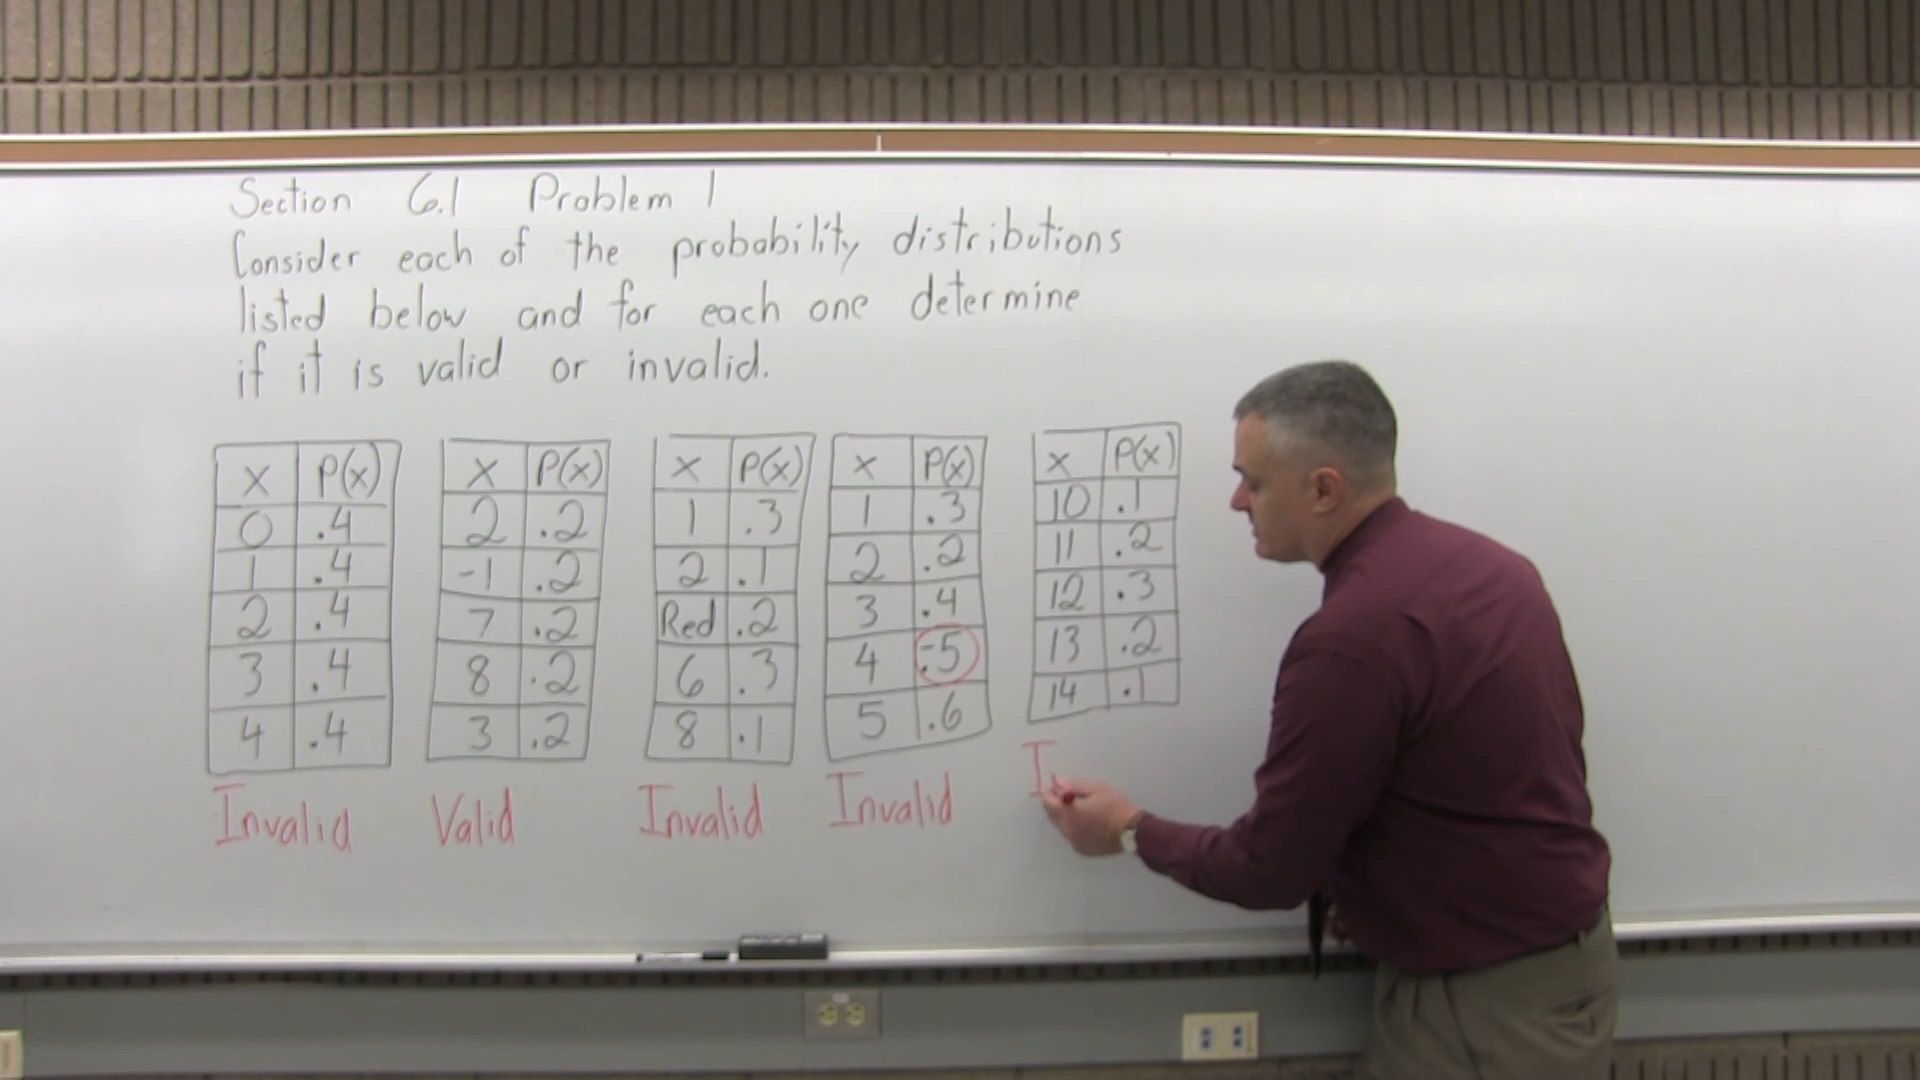 Section 6.1 Problem 1
Consider each of the probability distributions
listed below and for each one determine
if it is valid or invalid.
x P(x)
0 .4
1 .4
2 .4
3 .4
4 .4
Invalid
x P(x)
2 .2
-1 .2
7 .2
8 .2
3 .2
Valid
x P(x)
1 .3
2 .1
Red .2
6 .3
8 .1
Invalid
x P(x)
1 .3
2 .2
3 .4
4 -.5
5 .6
Invalid
x P(x)
10 .1
11 .2
12 .3
13 .2
14 .1
I